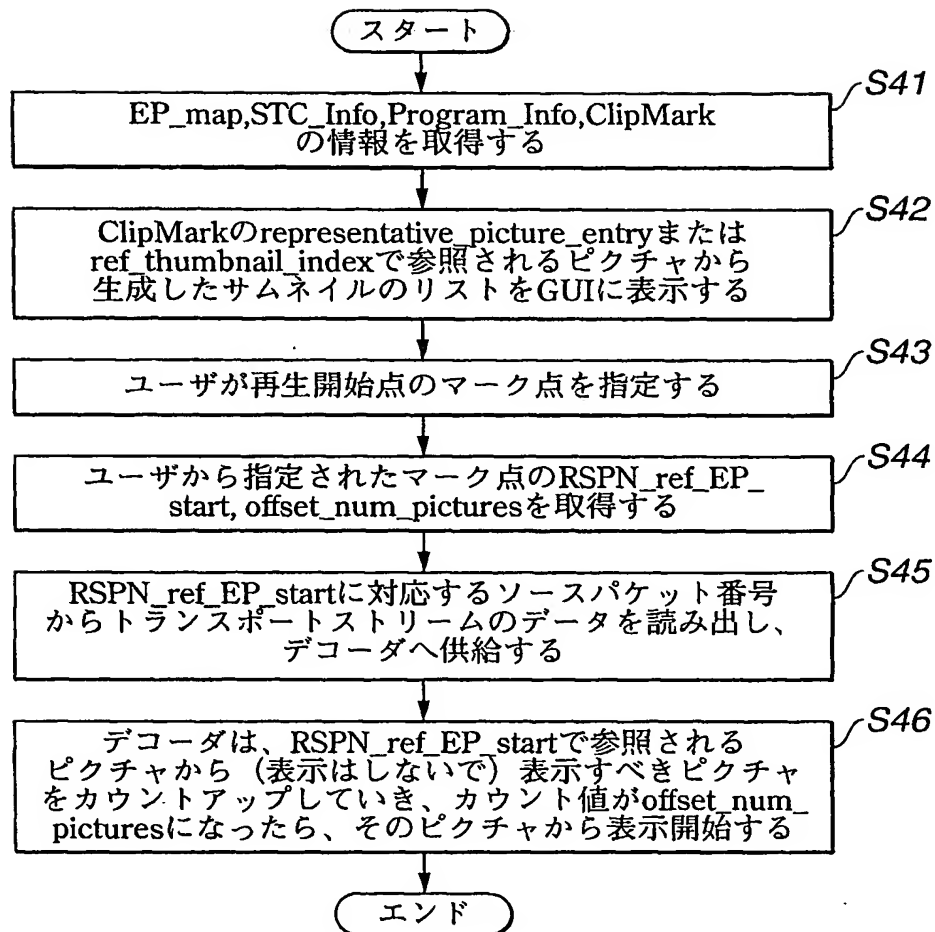 スタート
S41
EP_map,STC_Info,Program_Info,ClipMark
の情報を取得する
S42
ClipMarkのrepresentative_picture_entryまたは
ref_thumbnail_indexで参照されるピクチャから
生成したサムネイルのリストをGUIに表示する
S43
ユーザが再生開始点のマーク点を指定する
S44
ユーザから指定されたマーク点のRSPN_ref_EP_
start, offset_num_picturesを取得する
S45
RSPN_ref_EP_startに対応するソースパケット番号
からトランスポートストリームのデータを読み出し、
デコーダへ供給する
S46
デコーダは、RSPN_ref_EP_startで参照される
ピクチャから（表示はしないで）表示すべきピクチャ
をカウントアップしていき、カウント値がoffset_num_
picturesになったら、そのピクチャから表示開始する
エンド